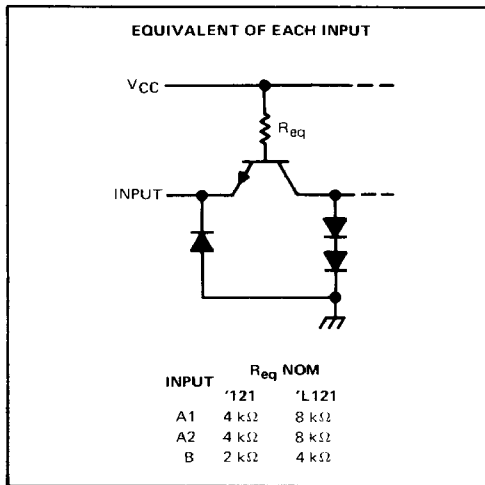 EQUIVALENT OF EACH INPUT
VCC
Req
INPUT
Req NOM
INPUT
'121 'L121
A1 4 kΩ 8 kΩ
A2 4 kΩ 8 kΩ
B 2 kΩ 4 kΩ